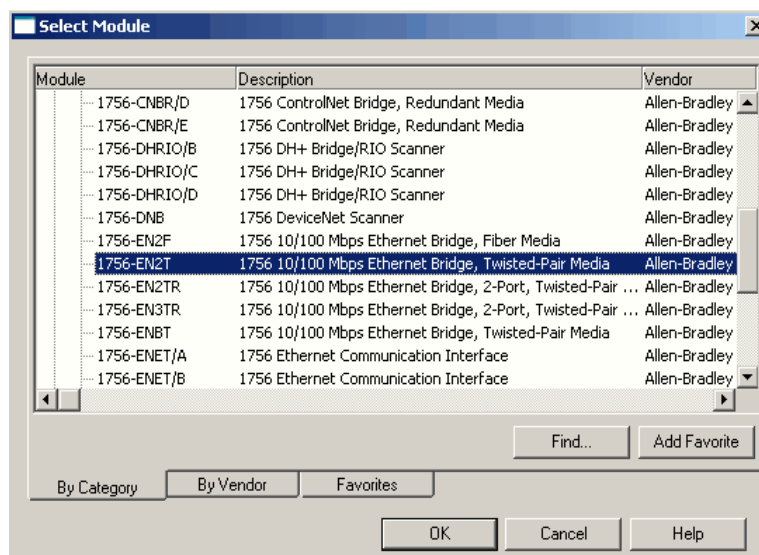 Select Module
Module Description Vendor
1756-CNBR/D 1756 ControlNet Bridge, Redundant Media Allen-Bradley
1756-CNBR/E 1756 ControlNet Bridge, Redundant Media Allen-Bradley
1756-DHRIO/B 1756 DH+ Bridge/RIO Scanner Allen-Bradley
1756-DHRIO/C 1756 DH+ Bridge/RIO Scanner Allen-Bradley
1756-DHRIO/D 1756 DH+ Bridge/RIO Scanner Allen-Bradley
1756-DNB 1756 DeviceNet Scanner Allen-Bradley
1756-EN2F 1756 10/100 Mbps Ethernet Bridge, Fiber Media Allen-Bradley
1756-EN2T 1756 10/100 Mbps Ethernet Bridge, Twisted-Pair Media Allen-Bradley
1756-EN2TR 1756 10/100 Mbps Ethernet Bridge, 2-Port, Twisted-Pair ... Allen-Bradley
1756-EN3TR 1756 10/100 Mbps Ethernet Bridge, 2-Port, Twisted-Pair ... Allen-Bradley
1756-ENBT 1756 10/100 Mbps Ethernet Bridge, Twisted-Pair Media Allen-Bradley
1756-ENET/A 1756 Ethernet Communication Interface Allen-Bradley
1756-ENET/B 1756 Ethernet Communication Interface Allen-Bradley
Find... Add Favorite
By Category By Vendor Favorites
OK Cancel Help